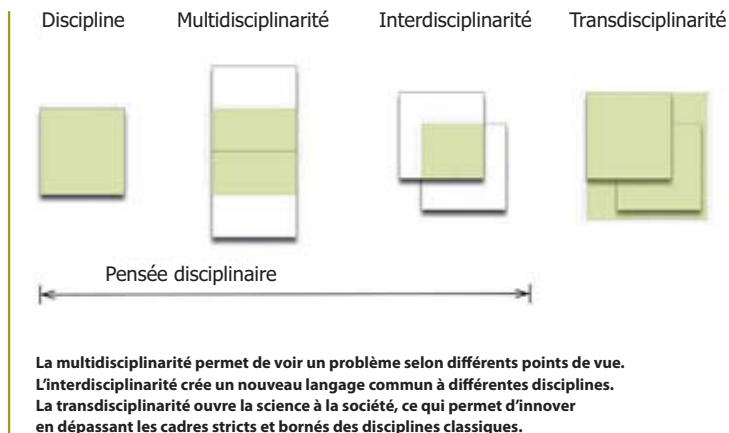 Discipline Multidisciplinarité Interdisciplinarité Transdisciplinarité
Pensée disciplinaire
La multidisciplinarité permet de voir un problème selon différents points de vue.
L’interdisciplinarité crée un nouveau langage commun à différentes disciplines.
La transdisciplinarité ouvre la science à la société, ce qui permet d’innover
en dépassant les cadres stricts et bornés des disciplines classiques.